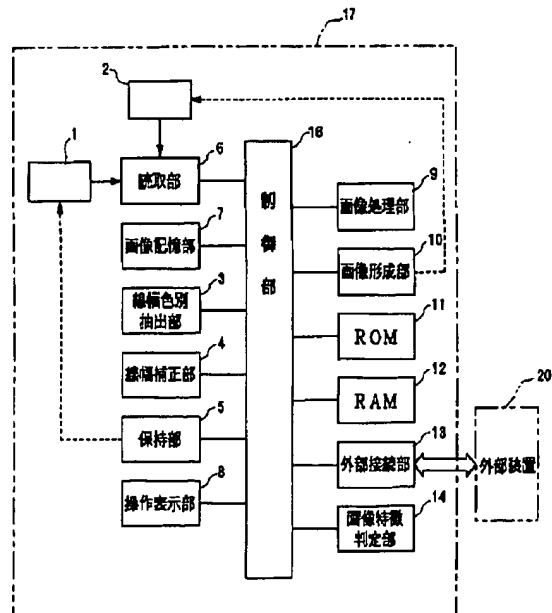 17
2
16
1
6
読取部
制御部
9
画像処理部
7
画像記憶部
10
画像形成部
3
線幅色別
抽出部
11
ROM
4
線幅補正部
12
RAM
5
保持部
13
外部接続部
20
外部装置
8
操作表示部
14
画像特徴
判定部